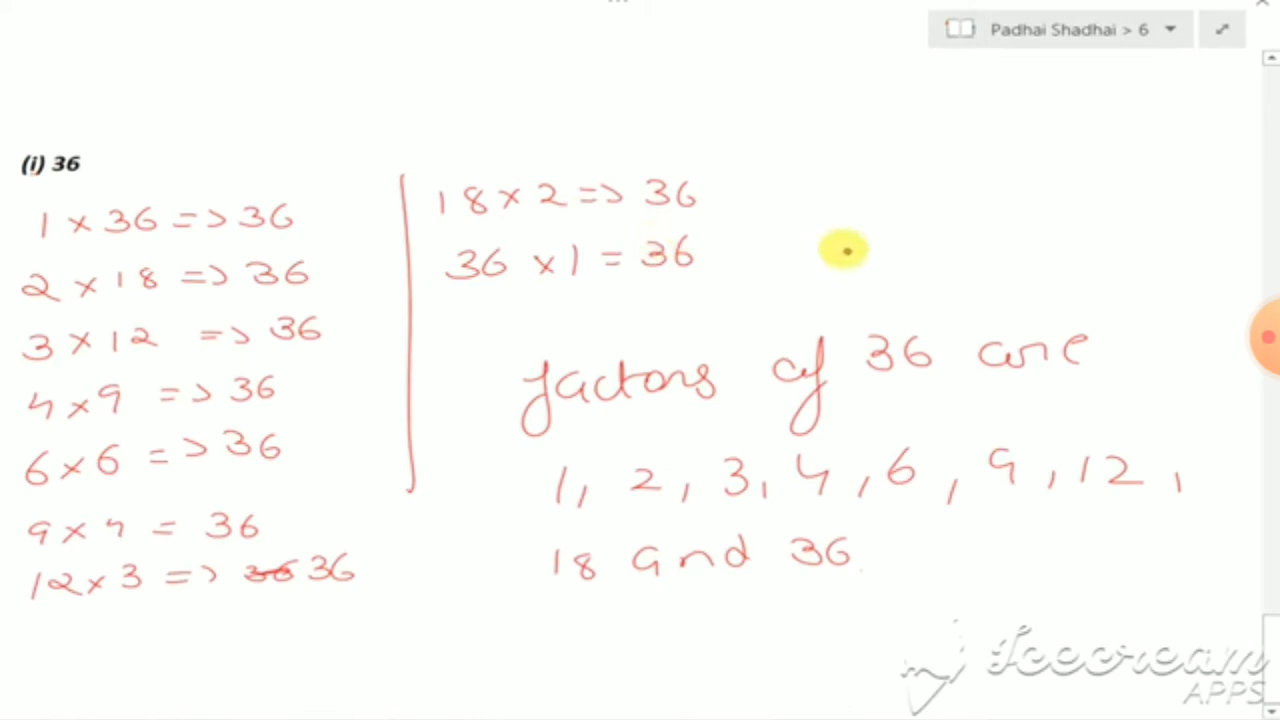 Padhai Shadhai > 6
(i) 36
1 × 36 => 36
2 × 18 => 36
3 × 12 => 36
4 × 9 => 36
6 × 6 => 36
9 × 4 = 36
12 × 3 => 36 36
18 × 2 => 36
36 × 1 = 36
factors of 36 are
1, 2, 3, 4, 6, 9, 12,
18 and 36
Icecream
APPS